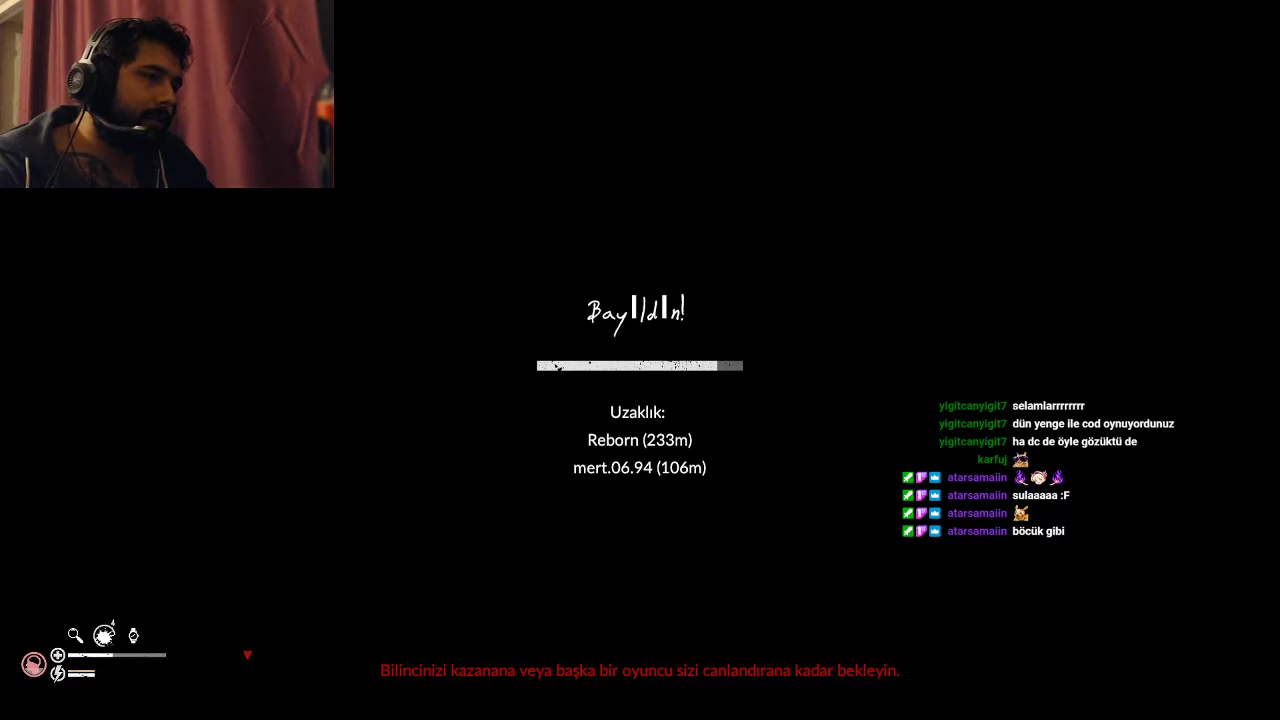 Bayıldın!
Uzaklık:
Reborn (233m)
mert.06.94 (106m)
yigitcanyigit7 selamlarrrrrrrr
yigitcanyigit7 dün yenge ile cod oynuyordunuz
yigitcanyigit7 ha dc de öyle gözüktü de
karfuj
atarsamaiin
atarsamaiin sulaaaaa :F
atarsamaiin
atarsamaiin böcük gibi
4
Bilincinizi kazanana veya başka bir oyuncu sizi canlandırana kadar bekleyin.